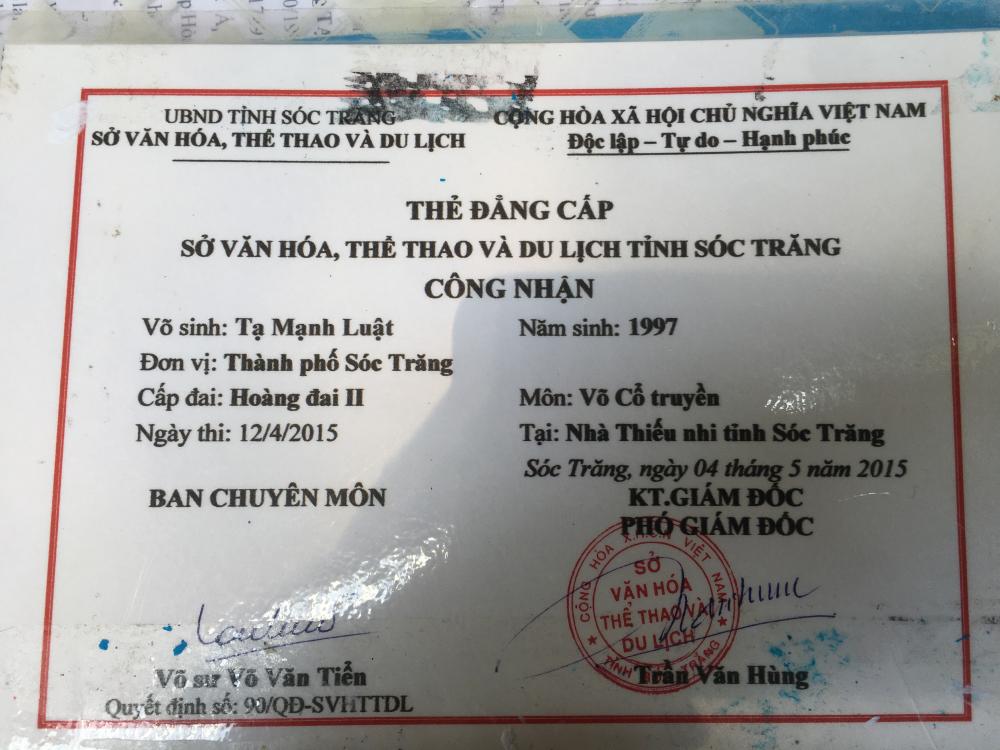 UBND TỈNH SÓC TRĂNG
SỞ VĂN HÓA, THỂ THAO VÀ DU LỊCH
CỘNG HÒA XÃ HỘI CHỦ NGHĨA VIỆT NAM
Độc lập – Tự do – Hạnh phúc
THẺ ĐẲNG CẤP
SỞ VĂN HÓA, THỂ THAO VÀ DU LỊCH TỈNH SÓC TRĂNG
CÔNG NHẬN
Võ sinh: Tạ Mạnh Luật Năm sinh: 1997
Đơn vị: Thành phố Sóc Trăng
Cấp đai: Hoàng đai II Môn: Võ Cổ truyền
Ngày thi: 12/4/2015 Tại: Nhà Thiếu nhi tỉnh Sóc Trăng
Sóc Trăng, ngày 04 tháng 5 năm 2015
BAN CHUYÊN MÔN
KT.GIÁM ĐỐC
PHÓ GIÁM ĐỐC
CỘNG HÒA X.H.C.N VIỆT NAM
SỞ
VĂN HÓA
THỂ THAO VÀ
DU LỊCH
TỈNH SÓC TRĂNG
Võ sư Võ Văn Tiễn
Quyết định số: 90/QĐ-SVHTTDL
Trần Văn Hùng